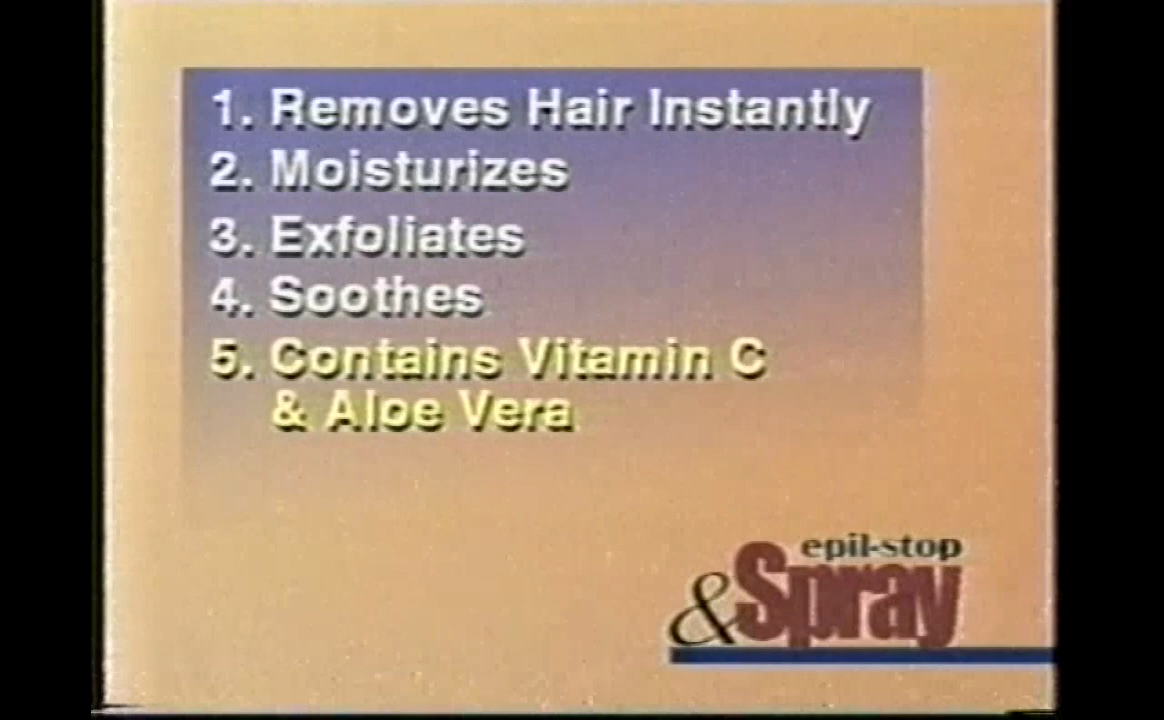 1. Removes Hair Instantly
2. Moisturizes
3. Exfoliates
4. Soothes
5. Contains Vitamin C
& Aloe Vera
epil-stop
& Spray